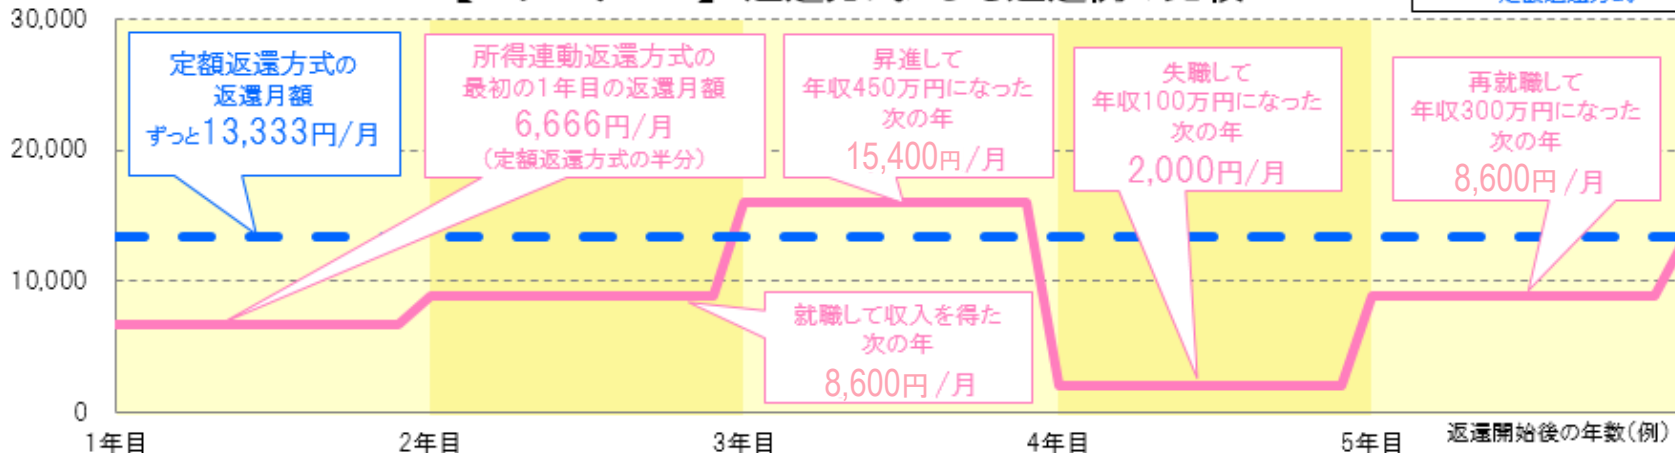 30,000
20,000
10,000
0
定額返還方式の
返還月額
ずっと13,333円/月
所得連動返還方式の
最初の1年目の返還月額
6,666円/月
(定額返還方式の半分)
昇進して
年収450万円になった
次の年
15,400円/月
失職して
年収100万円になった
次の年
2,000円/月
再就職して
年収300万円になった
次の年
8,600円/月
就職して収入を得た
次の年
8,600円/月
1年目
2年目
3年目
4年目
5年目
返還開始後の年数(例)